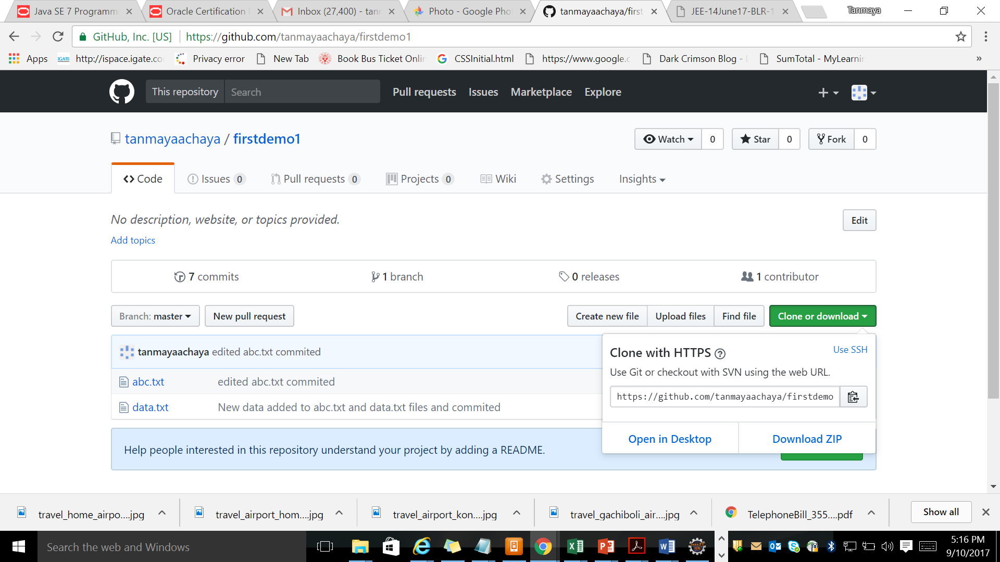 Java SE 7 Programm
Oracle Certification
Inbox (27,400) - tan
Photo - Google Pho
tanmayaachaya/first
JEE-14June17-BLR-1
Tanmaya
GitHub, Inc. [US]
https://github.com/tanmayaachaya/firstdemo1
Apps
IGATE
http://ispace.igate.co
Privacy error
New Tab
Book Bus Ticket Onli
CSSInitial.html
https://www.google.c
Dark Crimson Blog -
SumTotal - MyLearnin
»
This repository
Search
Pull requests
Issues
Marketplace
Explore
tanmayaachaya / firstdemo1
Watch 0
Star 0
Fork 0
Code
Issues 0
Pull requests 0
Projects 0
Wiki
Settings
Insights
No description, website, or topics provided.
Edit
Add topics
7 commits
1 branch
0 releases
1 contributor
Branch: master
New pull request
Create new file
Upload files
Find file
Clone or download
tanmayaachaya edited abc.txt commited
abc.txt
edited abc.txt commited
data.txt
New data added to abc.txt and data.txt files and commited
Clone with HTTPS
Use SSH
Use Git or checkout with SVN using the web URL.
https://github.com/tanmayaachaya/firstdemo
Open in Desktop
Download ZIP
Help people interested in this repository understand your project by adding a README.
travel_home_airpo....jpg
travel_airport_hom....jpg
travel_airport_kon....jpg
travel_gachiboli_air....jpg
TelephoneBill_355....pdf
Show all
Search the web and Windows
5:16 PM
9/10/2017